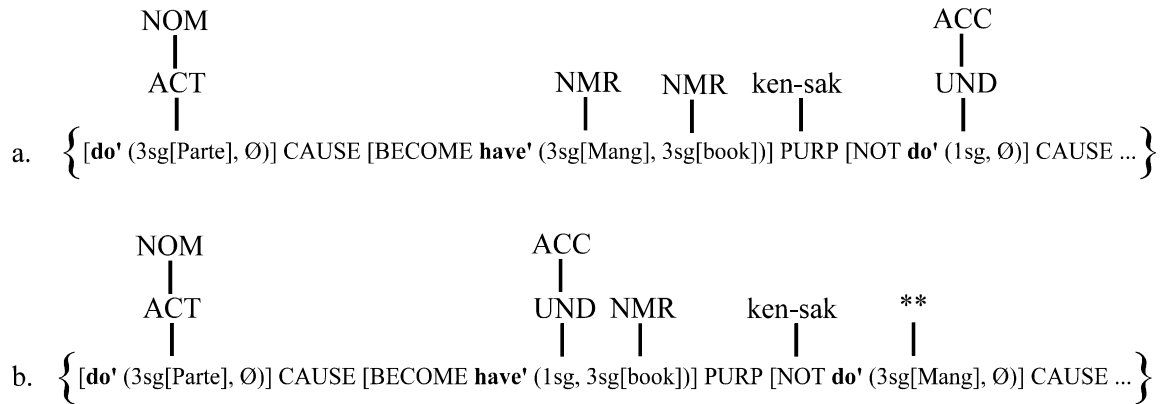 NOM ACC
ACT NMR NMR ken-sak UND
a. {[do' (3sg[Parte], Ø)] CAUSE [BECOME have' (3sg[Mang], 3sg[book])] PURP [NOT do' (1sg, Ø)] CAUSE ...}
NOM ACC
ACT UND NMR ken-sak **
b. {[do' (3sg[Parte], Ø)] CAUSE [BECOME have' (1sg, 3sg[book])] PURP [NOT do' (3sg[Mang], Ø)] CAUSE ...}